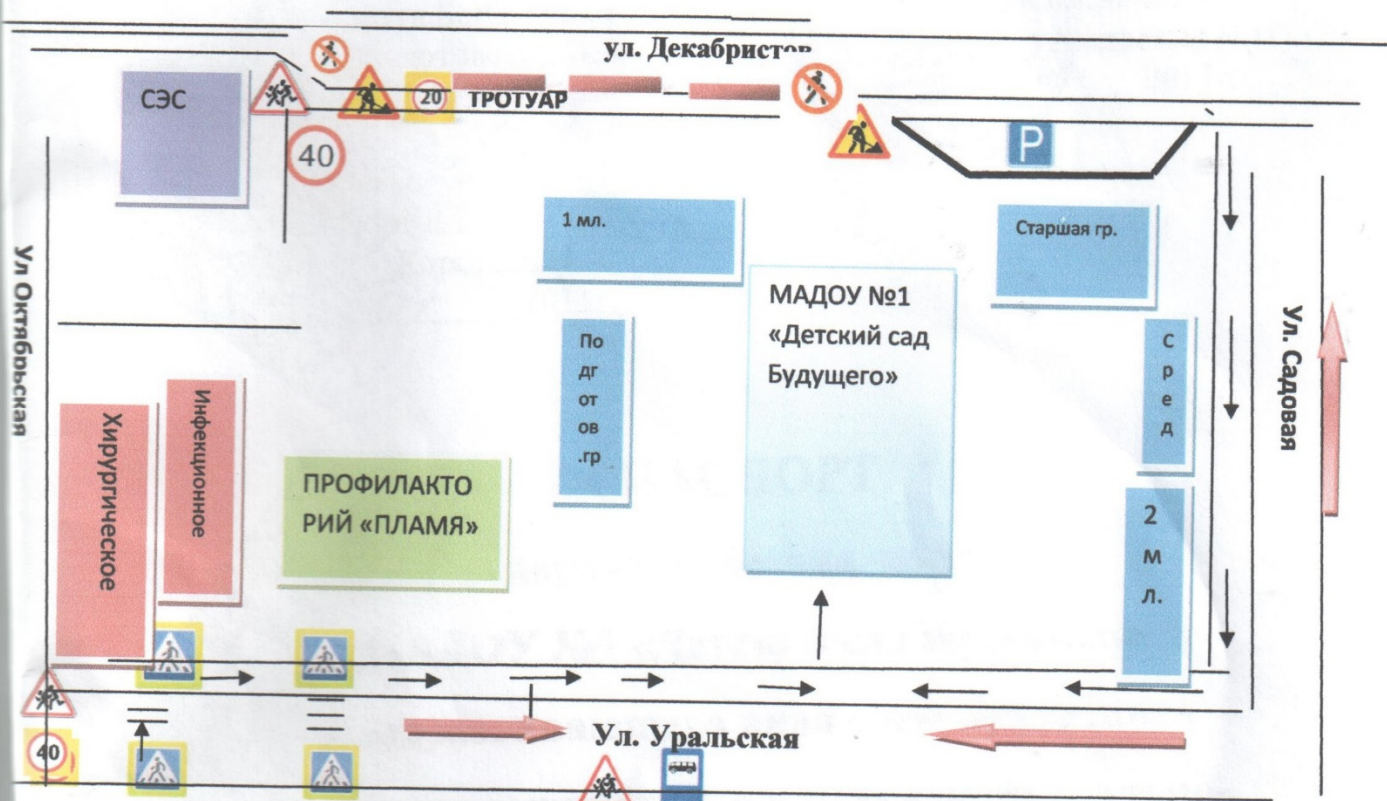 ул. Декабристов
СЭС
20
ТРОТУАР
40
P
1 мл.
Старшая гр.
Ул Октябрьская
МАДОУ №1
«Детский сад
Будущего»
По
дг
от
ов
.гр
С
р
е
д
Ул. Садовая
Хирургическое
Инфекционное
ПРОФИЛАКТО
РИЙ «ПЛАМЯ»
2
м
л.
40
Ул. Уральская